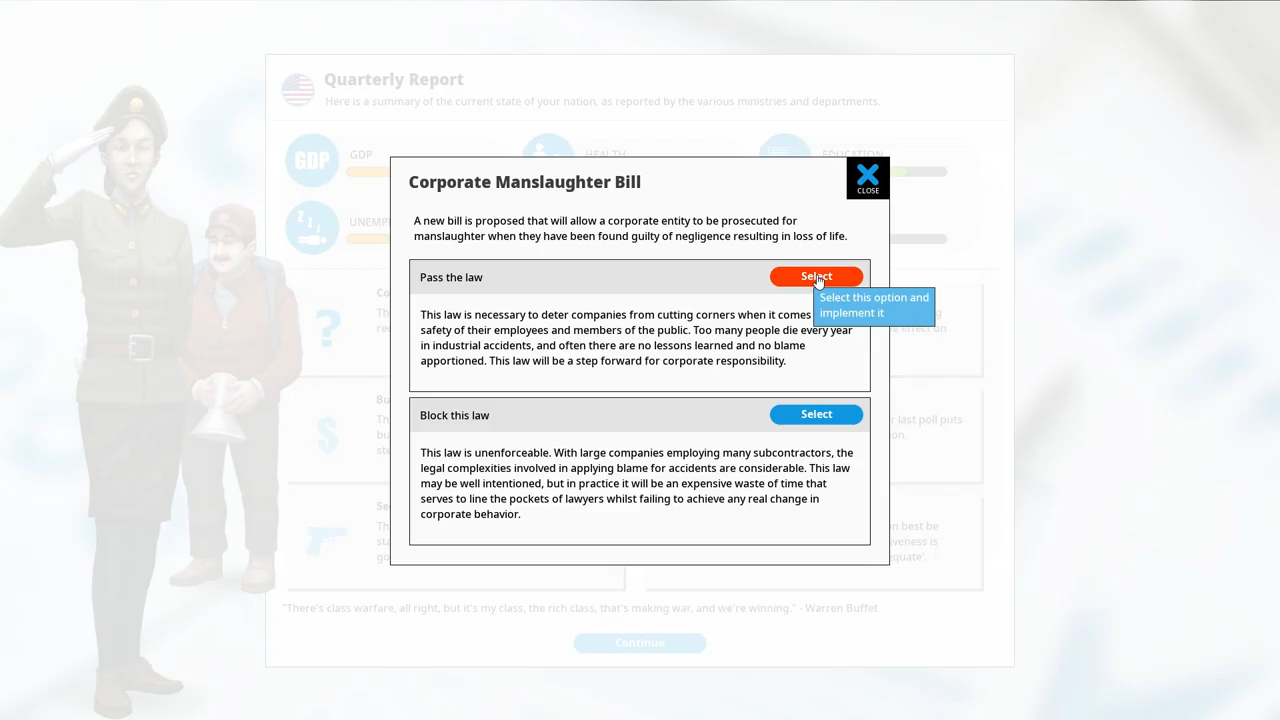 Quarterly Report
Here is a summary of the current state of your nation, as reported by the various ministries and departments.
GDP
GDP
HEALTH
EDUCATION
UNEMP
Corporate Manslaughter Bill
CLOSE
A new bill is proposed that will allow a corporate entity to be prosecuted for
manslaughter when they have been found guilty of negligence resulting in loss of life.
Pass the law
Select
Select this option and
implement it
This law is necessary to deter companies from cutting corners when it comes
safety of their employees and members of the public. Too many people die every year
in industrial accidents, and often there are no lessons learned and no blame
apportioned. This law will be a step forward for corporate responsibility.
Block this law
Select
This law is unenforceable. With large companies employing many subcontractors, the
legal complexities involved in applying blame for accidents are considerable. This law
may be well intentioned, but in practice it will be an expensive waste of time that
serves to line the pockets of lawyers whilst failing to achieve any real change in
corporate behavior.
last poll puts
best be
"There's class warfare, all right, but it's my class, the rich class, that's making war, and we're winning." - Warren Buffet
Continue